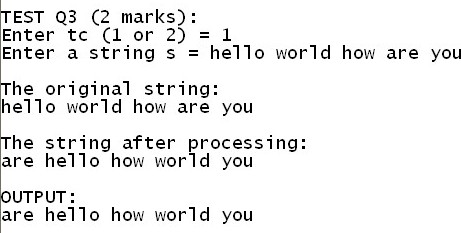 TEST Q3 (2 marks):
Enter tc (1 or 2) = 1
Enter a string s = hello world how are you
The original string:
hello world how are you
The string after processing:
are hello how world you
OUTPUT:
are hello how world you